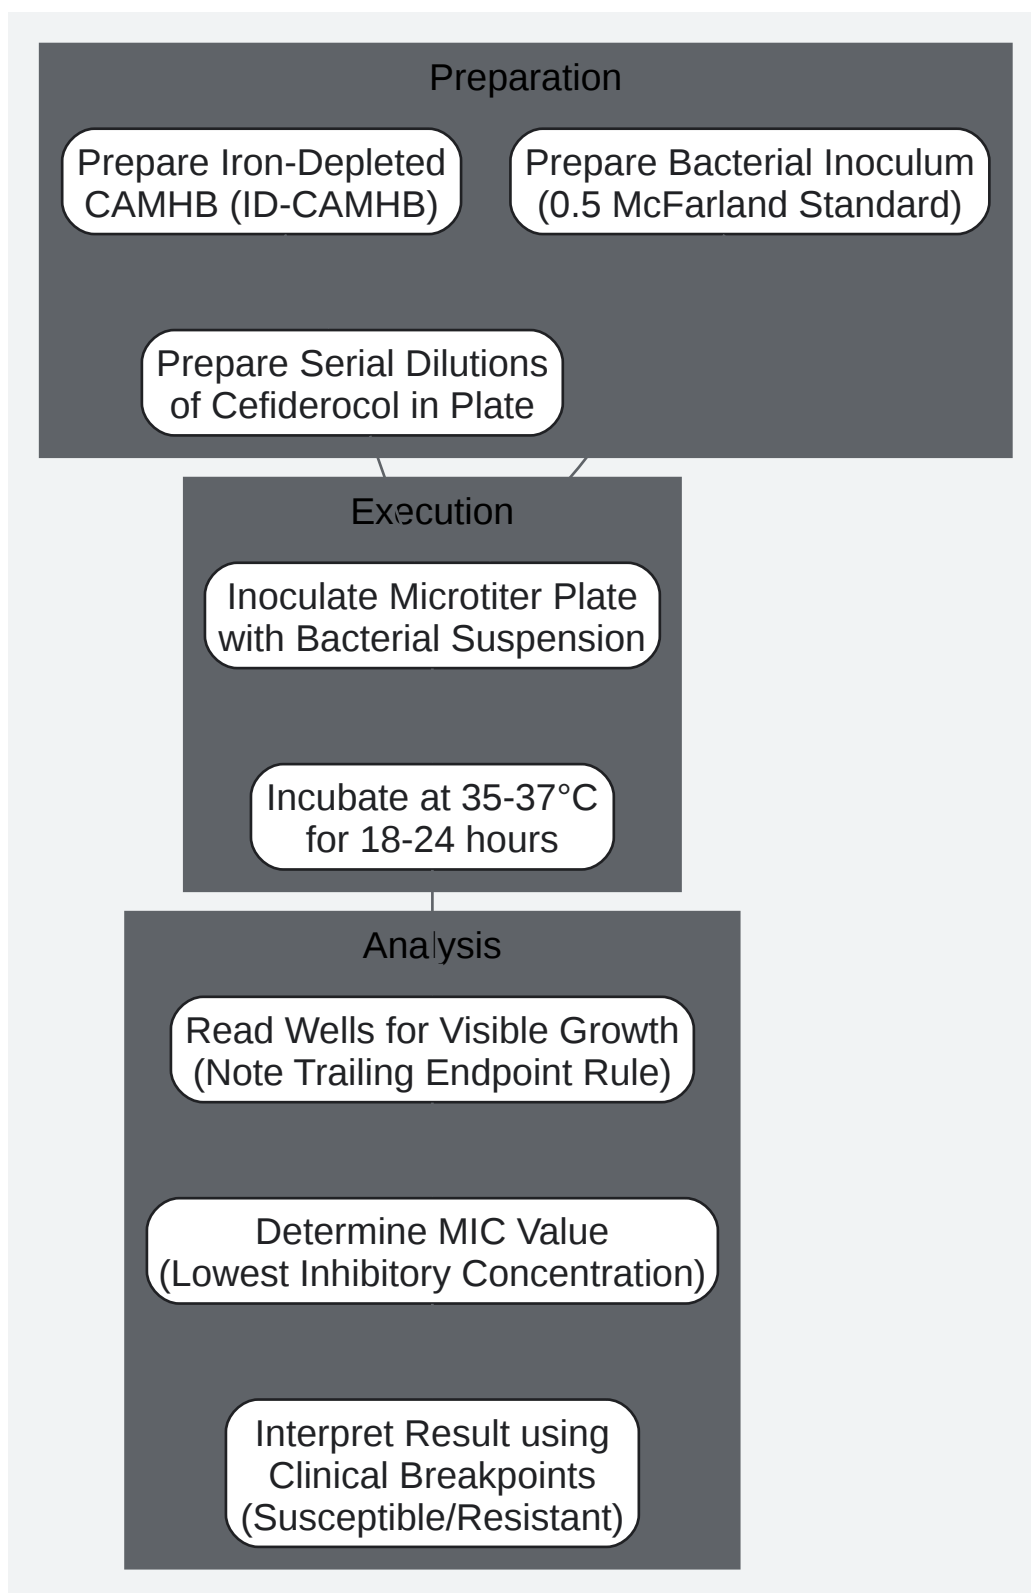 Preparation
Prepare Iron-Depleted
CAMHB (ID-CAMHB)
Prepare Bacterial Inoculum
(0.5 McFarland Standard)
Prepare Serial Dilutions
of Cefiderocol in Plate
Execution
Inoculate Microtiter Plate
with Bacterial Suspension
Incubate at 35-37°C
for 18-24 hours
Analysis
Read Wells for Visible Growth
(Note Trailing Endpoint Rule)
Determine MIC Value
(Lowest Inhibitory Concentration)
Interpret Result using
Clinical Breakpoints
(Susceptible/Resistant)